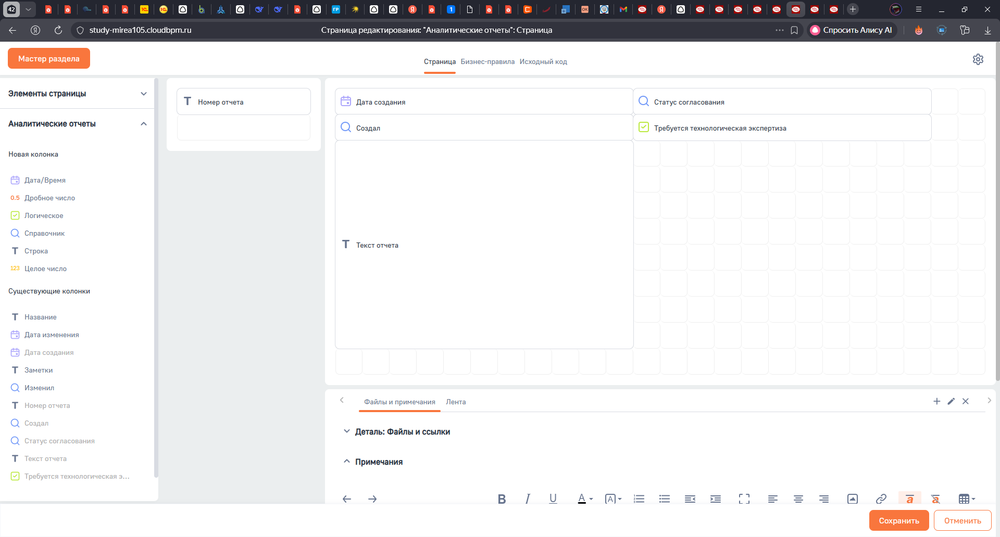 42
study-mirea105.cloudbpm.ru
Страница редактирования: "Аналитические отчеты": Страница
Спросить Алису AI
Мастер раздела
Страница
Бизнес-правила
Исходный код
Элементы страницы
Аналитические отчеты
Новая колонка
Дата/Время
0.5 Дробное число
Логическое
Справочник
Строка
123 Целое число
Существующие колонки
Название
Дата изменения
Дата создания
Заметки
Изменил
Номер отчета
Создал
Статус согласования
Текст отчета
Требуется технологическая э...
Номер отчета
Дата создания
Статус согласования
Создал
Требуется технологическая экспертиза
Текст отчета
Файлы и примечания
Лента
Деталь: Файлы и ссылки
Примечания
Сохранить
Отменить